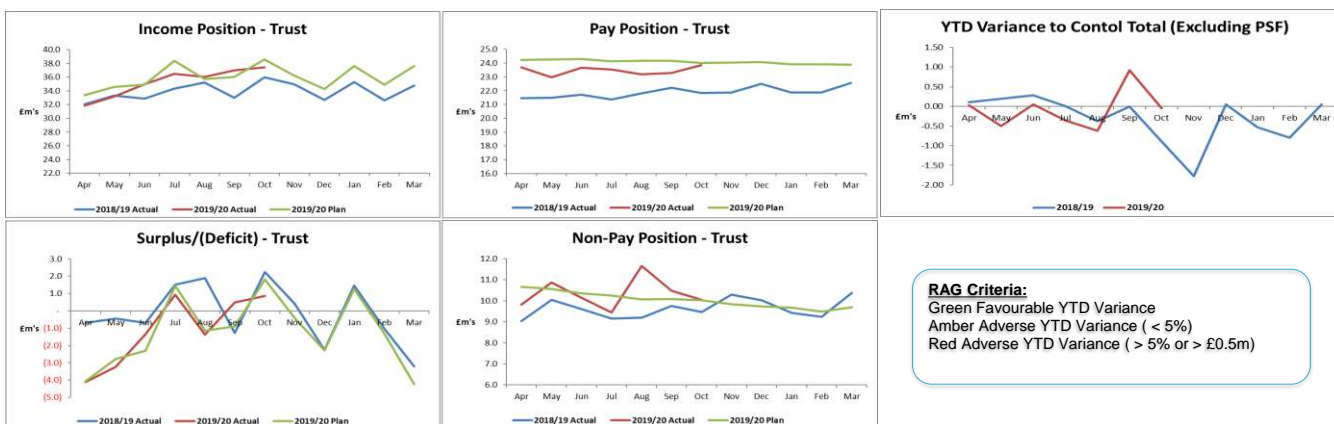 Income Position - Trust
40.0
38.0
36.0
34.0
32.0
30.0
28.0
26.0
24.0
22.0
£m's
Apr May Jun Jul Aug Sep Oct Nov Dec Jan Feb Mar
2018/19 Actual 2019/20 Actual 2019/20 Plan
Pay Position - Trust
25.0
24.0
23.0
22.0
21.0
20.0
19.0
18.0
17.0
16.0
£m's
Apr May Jun Jul Aug Sep Oct Nov Dec Jan Feb Mar
2018/19 Actual 2019/20 Actual 2019/20 Plan
YTD Variance to Contol Total (Excluding PSF)
1.50
1.00
0.50
0.00
-0.50
-1.00
-1.50
-2.00
£m's
Apr May Jun Jul Aug Sep Oct Nov Dec Jan Feb Mar
2018/19 2019/20
Surplus/(Deficit) - Trust
3.0
2.0
1.0
-
(1.0)
(2.0)
(3.0)
(4.0)
(5.0)
£m's
Apr May Jun Jul Aug Sep Oct Nov Dec Jan Feb Mar
2018/19 Actual 2019/20 Actual 2019/20 Plan
Non-Pay Position - Trust
12.0
11.0
10.0
9.0
8.0
7.0
6.0
£m's
Apr May Jun Jul Aug Sep Oct Nov Dec Jan Feb Mar
2018/19 Actual 2019/20 Actual 2019/20 Plan
RAG Criteria:
Green Favourable YTD Variance
Amber Adverse YTD Variance ( < 5%)
Red Adverse YTD Variance ( > 5% or > £0.5m)